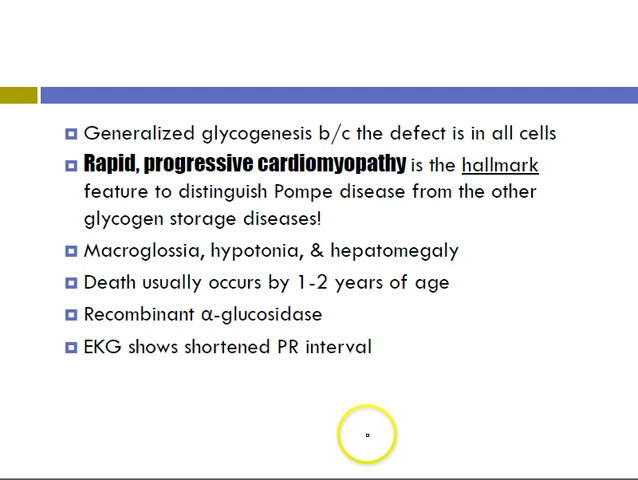 Generalized glycogenesis b/c the defect is in all cells
Rapid, progressive cardiomyopathy is the hallmark
feature to distinguish Pompe disease from the other
glycogen storage diseases!
Macroglossia, hypotonia, & hepatomegaly
Death usually occurs by 1-2 years of age
Recombinant α-glucosidase
EKG shows shortened PR interval